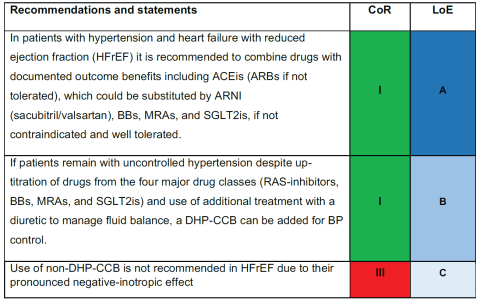 Recommendations and statements CoR LoE
In patients with hypertension and heart failure with reduced
ejection fraction (HFrEF) it is recommended to combine drugs with
documented outcome benefits including ACEis (ARBs if not
tolerated), which could be substituted by ARNI
(sacubitril/valsartan), BBs, MRAs, and SGLT2is, if not
contraindicated and well tolerated.
I A
If patients remain with uncontrolled hypertension despite up-
titration of drugs from the four major drug classes (RAS-inhibitors,
BBs, MRAs, and SGLT2is) and use of additional treatment with a
diuretic to manage fluid balance, a DHP-CCB can be added for BP
control.
I B
Use of non-DHP-CCB is not recommended in HFrEF due to their
pronounced negative-inotropic effect
III C